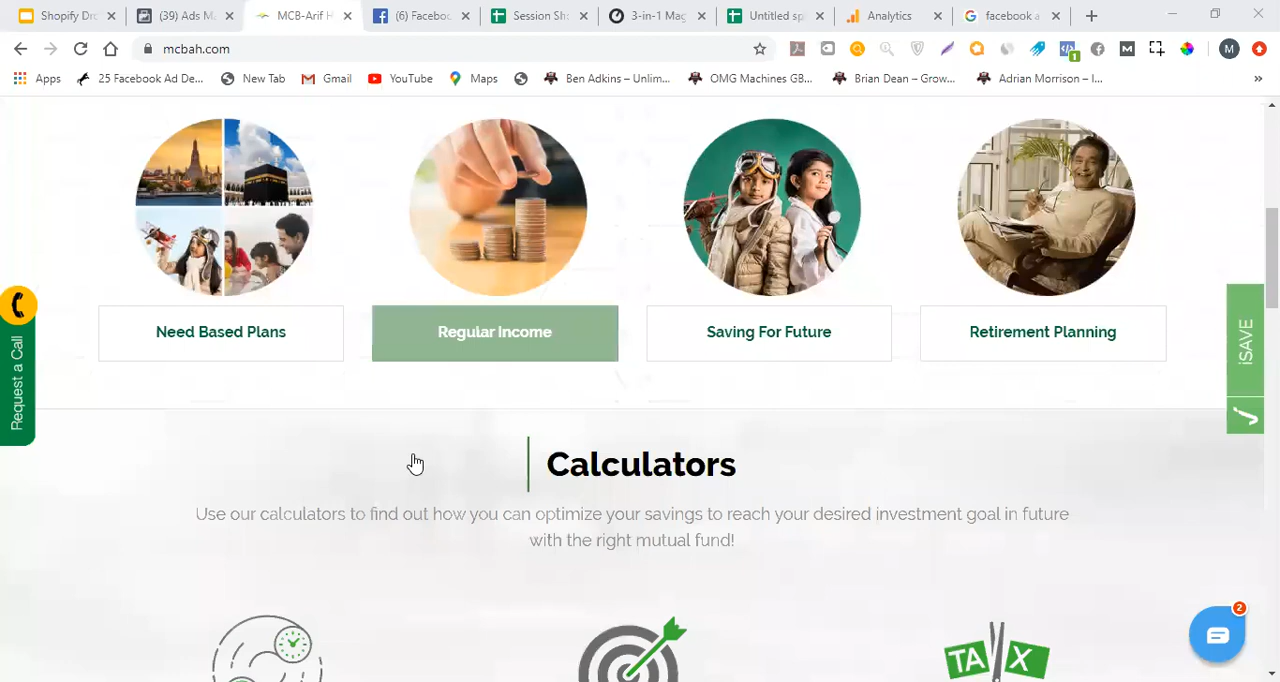 Shopify Dr
(39) Ads M
MCB-Arif H
(6) Faceboo
Session Sh
3-in-1 Mag
Untitled sp
Analytics
facebook a
mcbah.com
1
M
M
Apps
25 Facebook Ad De...
New Tab
Gmail
YouTube
Maps
Ben Adkins – Unlim...
OMG Machines GB...
Brian Dean – Grow...
Adrian Morrison – I...
»
Need Based Plans
Regular Income
Saving For Future
Retirement Planning
Request a Call
iSAVE
Calculators
Use our calculators to find out how you can optimize your savings to reach your desired investment goal in future
with the right mutual fund!
TAX
2